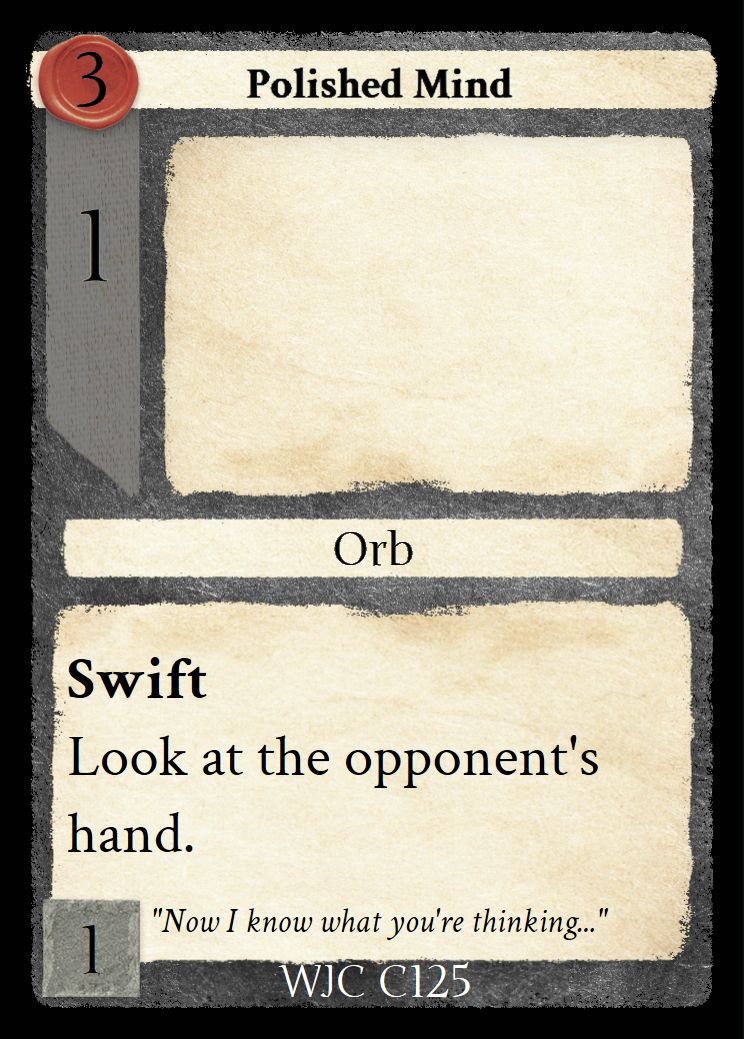 3
Polished Mind
1
Orb
Swift
Look at the opponent's
hand.
"Now I know what you're thinking..."
1
WJC C125